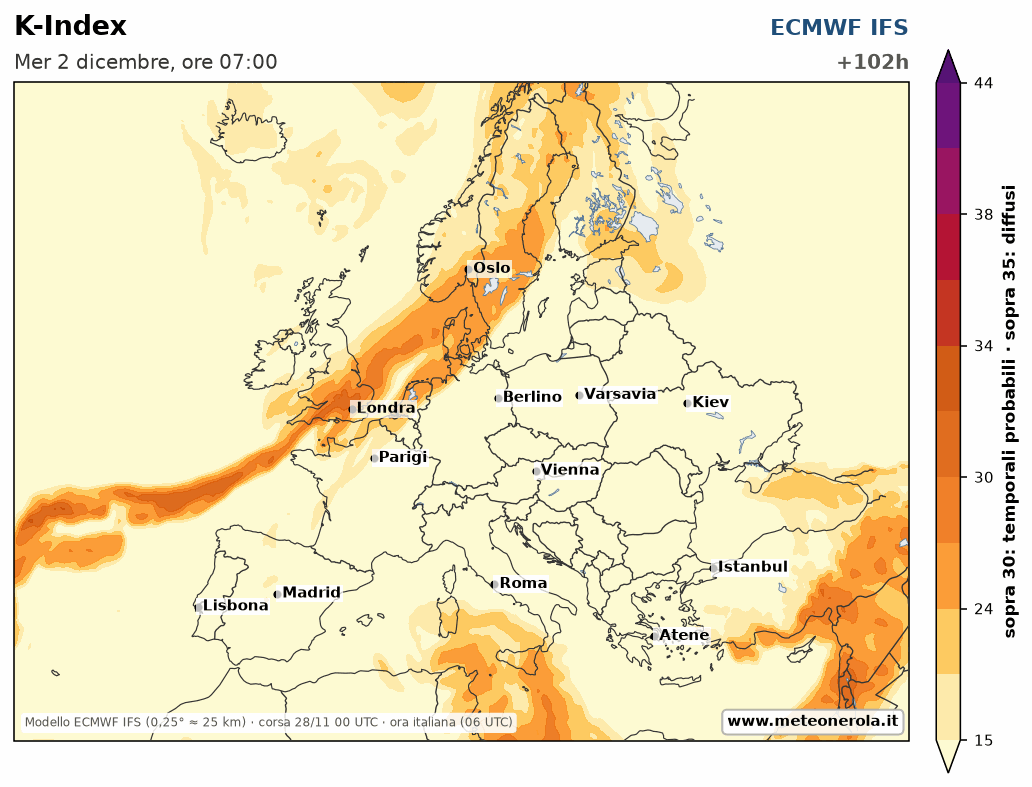 K-Index
ECMWF IFS
Mer 2 dicembre, ore 07:00
+102h
44
38
34
30
24
15
sopra 30: temporali probabili · sopra 35: diffusi
Oslo
Londra
Berlino
Varsavia
Kiev
Parigi
Vienna
Istanbul
Roma
Madrid
Lisbona
Atene
Modello ECMWF IFS (0,25° ≈ 25 km) · corsa 28/11 00 UTC · ora italiana (06 UTC)
www.meteonerola.it